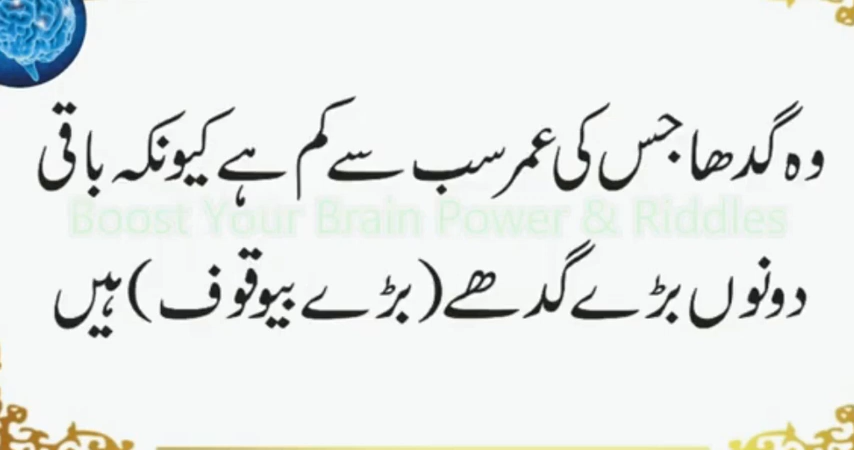 وہ گدھا جس کی عمر سب سے کم ہے کیونکہ باقی
Boost Your Brain Power & Riddles
دونوں بڑے گدھے (بڑے بیوقوف) ہیں